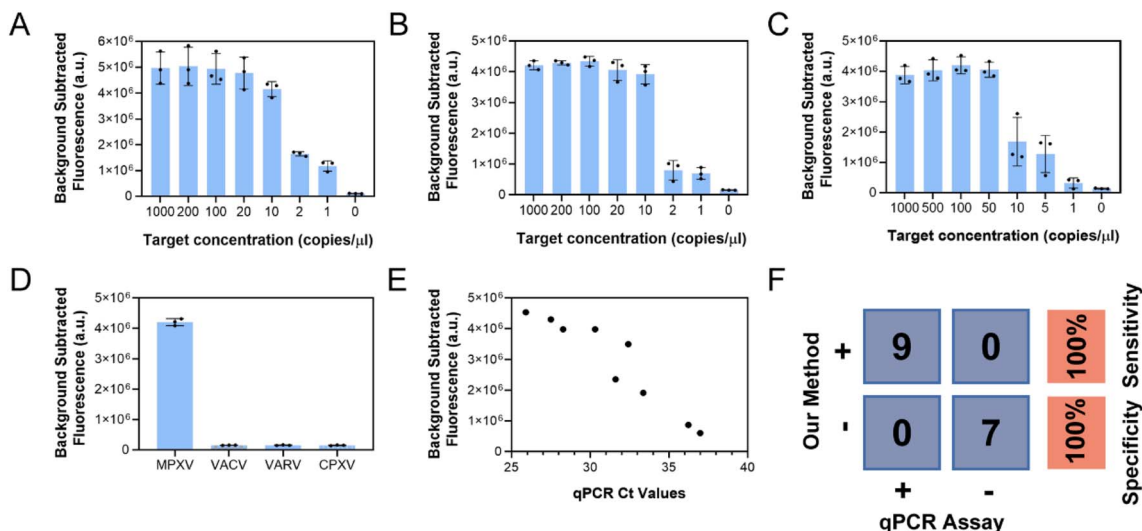 A
Background Subtracted
Fluorescence (a.u.)
6×10⁶
5×10⁶
4×10⁶
3×10⁶
2×10⁶
1×10⁶
0
1000 200 100 20 10 2 1 0
Target concentration (copies/μl)
B
Background Subtracted
Fluorescence (a.u.)
5×10⁶
4×10⁶
3×10⁶
2×10⁶
1×10⁶
0
1000 200 100 20 10 2 1 0
Target concentration (copies/μl)
C
Background Subtracted
Fluorescence (a.u.)
5×10⁶
4×10⁶
3×10⁶
2×10⁶
1×10⁶
0
1000 500 100 50 10 5 1 0
Target concentration (copies/μl)
D
Background Subtracted
Fluorescence (a.u.)
5×10⁶
4×10⁶
3×10⁶
2×10⁶
1×10⁶
0
MPXV VACV VARV CPXV
E
Background Subtracted
Fluorescence (a.u.)
5×10⁶
4×10⁶
3×10⁶
2×10⁶
1×10⁶
0
25 30 35 40
qPCR Ct Values
F
Our Method
+ 9 0 100% Sensitivity
- 0 7 100% Specificity
+ -
qPCR Assay